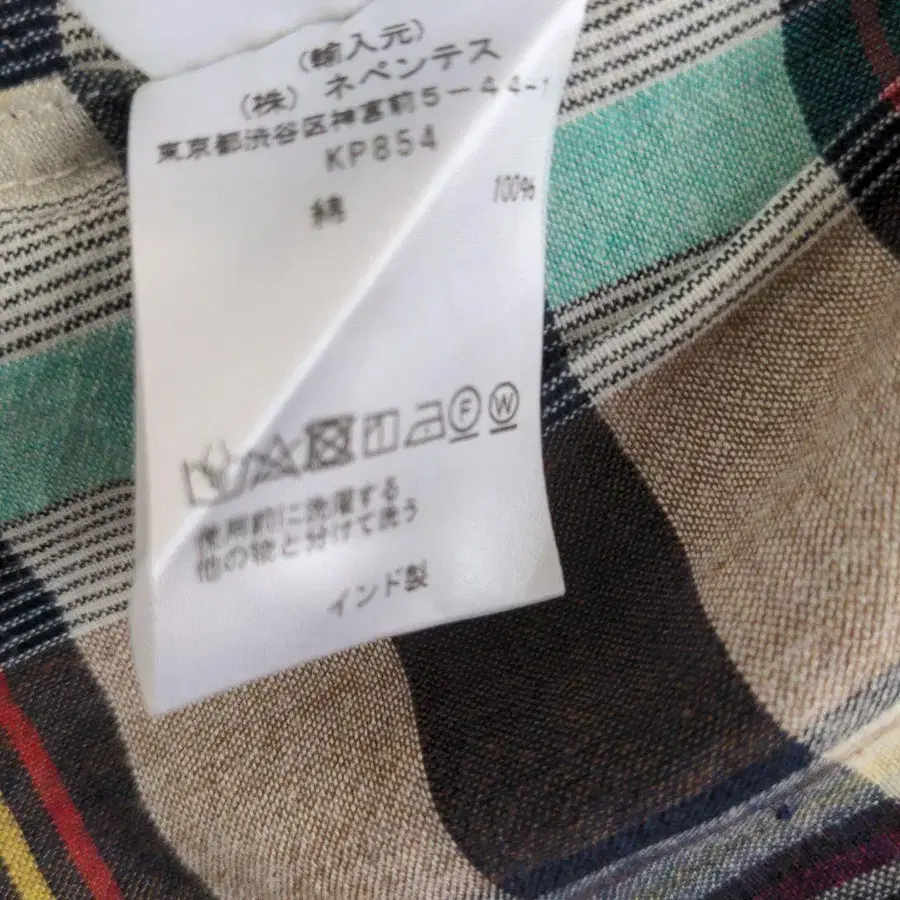 (輸入元)
(株) ネペンテス
東京都渋谷区神宮前5-44-1
KP854
綿 100%
F W
使用前に洗濯する
他の物と分けて洗う
インド製